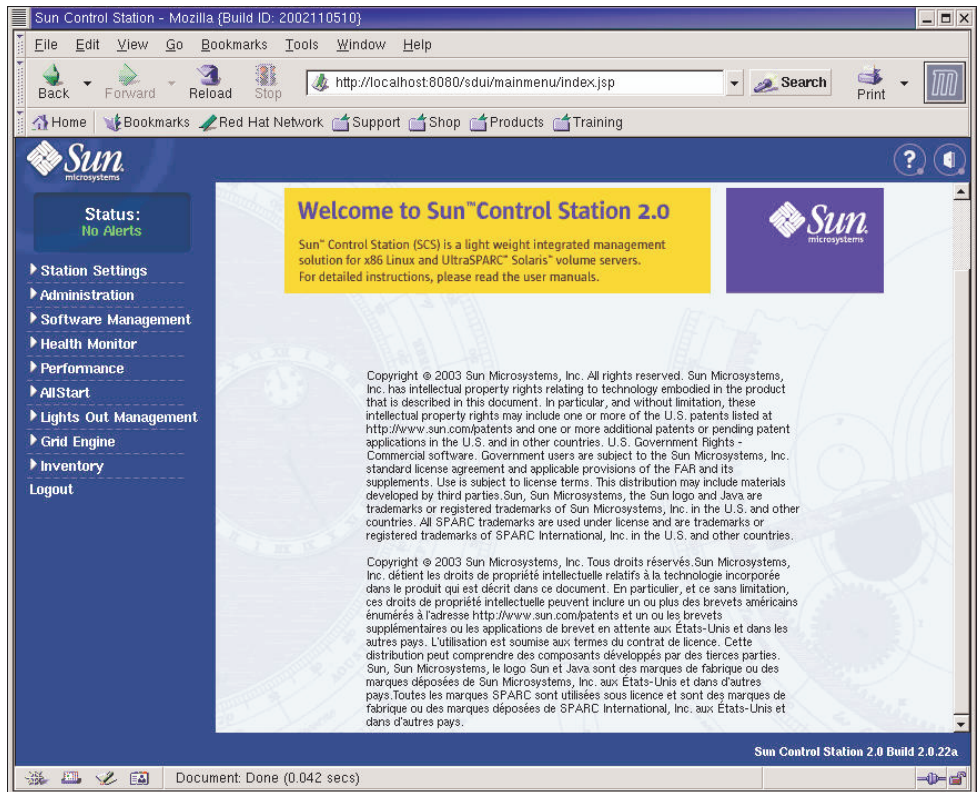 Sun Control Station - Mozilla {Build ID: 2002110510}
File Edit View Go Bookmarks Tools Window Help
Back Forward Reload Stop http://localhost:8080/sdui/mainmenu/index.jsp Search Print
Home Bookmarks Red Hat Network Support Shop Products Training
Sun
microsystems
Status:
No Alerts
Station Settings
Administration
Software Management
Health Monitor
Performance
AllStart
Lights Out Management
Grid Engine
Inventory
Logout
Welcome to Sun™Control Station 2.0
Sun™ Control Station (SCS) is a light weight integrated management
solution for x86 Linux and UltraSPARC™ Solaris™ volume servers.
For detailed instructions, please read the user manuals.
Sun
microsystems
Copyright © 2003 Sun Microsystems, Inc. All rights reserved. Sun Microsystems,
Inc. has intellectual property rights relating to technology embodied in the product
that is described in this document. In particular, and without limitation, these
intellectual property rights may include one or more of the U.S. patents listed at
http://www.sun.com/patents and one or more additional patents or pending patent
applications in the U.S. and in other countries. U.S. Government Rights -
Commercial software. Government users are subject to the Sun Microsystems, Inc.
standard license agreement and applicable provisions of the FAR and its
supplements. Use is subject to license terms. This distribution may include materials
developed by third parties.Sun, Sun Microsystems, the Sun logo and Java are
trademarks or registered trademarks of Sun Microsystems, Inc. in the U.S. and other
countries. All SPARC trademarks are used under license and are trademarks or
registered trademarks of SPARC International, Inc. in the U.S. and other countries.
Copyright © 2003 Sun Microsystems, Inc. Tous droits réservés.Sun Microsystems,
Inc. détient les droits de propriété intellectuelle relatifs à la technologie incorporée
dans le produit qui est décrit dans ce document. En particulier, et ce sans limitation,
ces droits de propriété intellectuelle peuvent inclure un ou plus des brevets américains
énumérés à l'adresse http://www.sun.com/patents et un ou les brevets
supplémentaires ou les applications de brevet en attente aux États-Unis et dans les
autres pays. L'utilisation est soumise aux termes du contrat de licence. Cette
distribution peut comprendre des composants développés par des tierces parties.
Sun, Sun Microsystems, le logo Sun et Java sont des marques de fabrique ou des
marques déposées de Sun Microsystems, Inc. aux États-Unis et dans d'autres
pays.Toutes les marques SPARC sont utilisées sous licence et sont des marques de
fabrique ou des marques déposées de SPARC International, Inc. aux États-Unis et
dans d'autres pays.
Sun Control Station 2.0 Build 2.0.22a
Document: Done (0.042 secs)